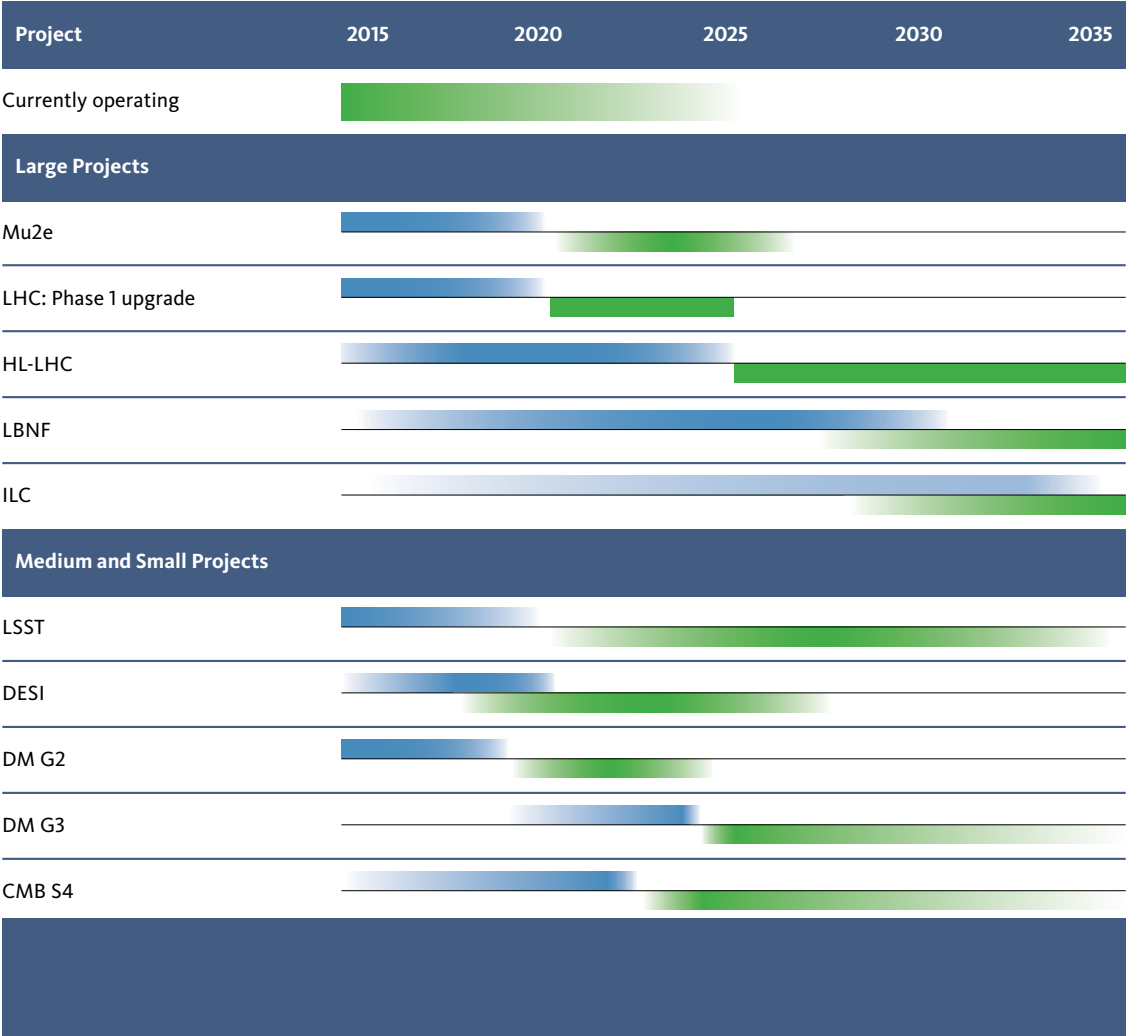 Project 2015 2020 2025 2030 2035
Currently operating
Large Projects
Mu2e
LHC: Phase 1 upgrade
HL-LHC
LBNF
ILC
Medium and Small Projects
LSST
DESI
DM G2
DM G3
CMB S4